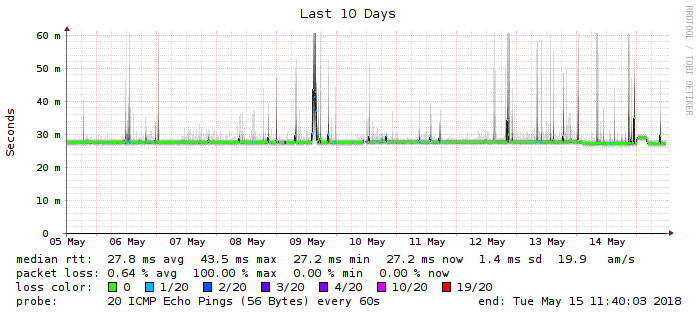 Last 10 Days
RRDTOOL / TOBI OETIKER
Seconds
60 m
50 m
40 m
30 m
20 m
10 m
0
05 May 06 May 07 May 08 May 09 May 10 May 11 May 12 May 13 May 14 May
median rtt: 27.8 ms avg 43.5 ms max 27.2 ms min 27.2 ms now 1.4 ms sd 19.9 am/s
packet loss: 0.64 % avg 100.00 % max 0.00 % min 0.00 % now
loss color: 0 1/20 2/20 3/20 4/20 10/20 19/20
probe: 20 ICMP Echo Pings (56 Bytes) every 60s end: Tue May 15 11:40:03 2018